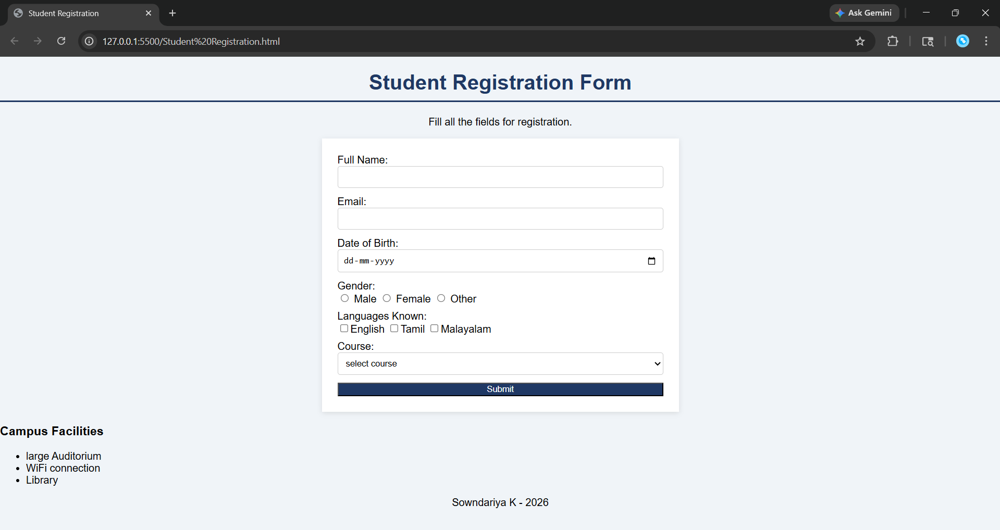 Student Registration
Ask Gemini
127.0.0.1:5500/Student%20Registration.html
Student Registration Form
Fill all the fields for registration.
Full Name:
Email:
Date of Birth:
dd-mm-yyyy
Gender:
Male Female Other
Languages Known:
English Tamil Malayalam
Course:
select course
Submit
Campus Facilities
large Auditorium
WiFi connection
Library
Sowndariya K - 2026